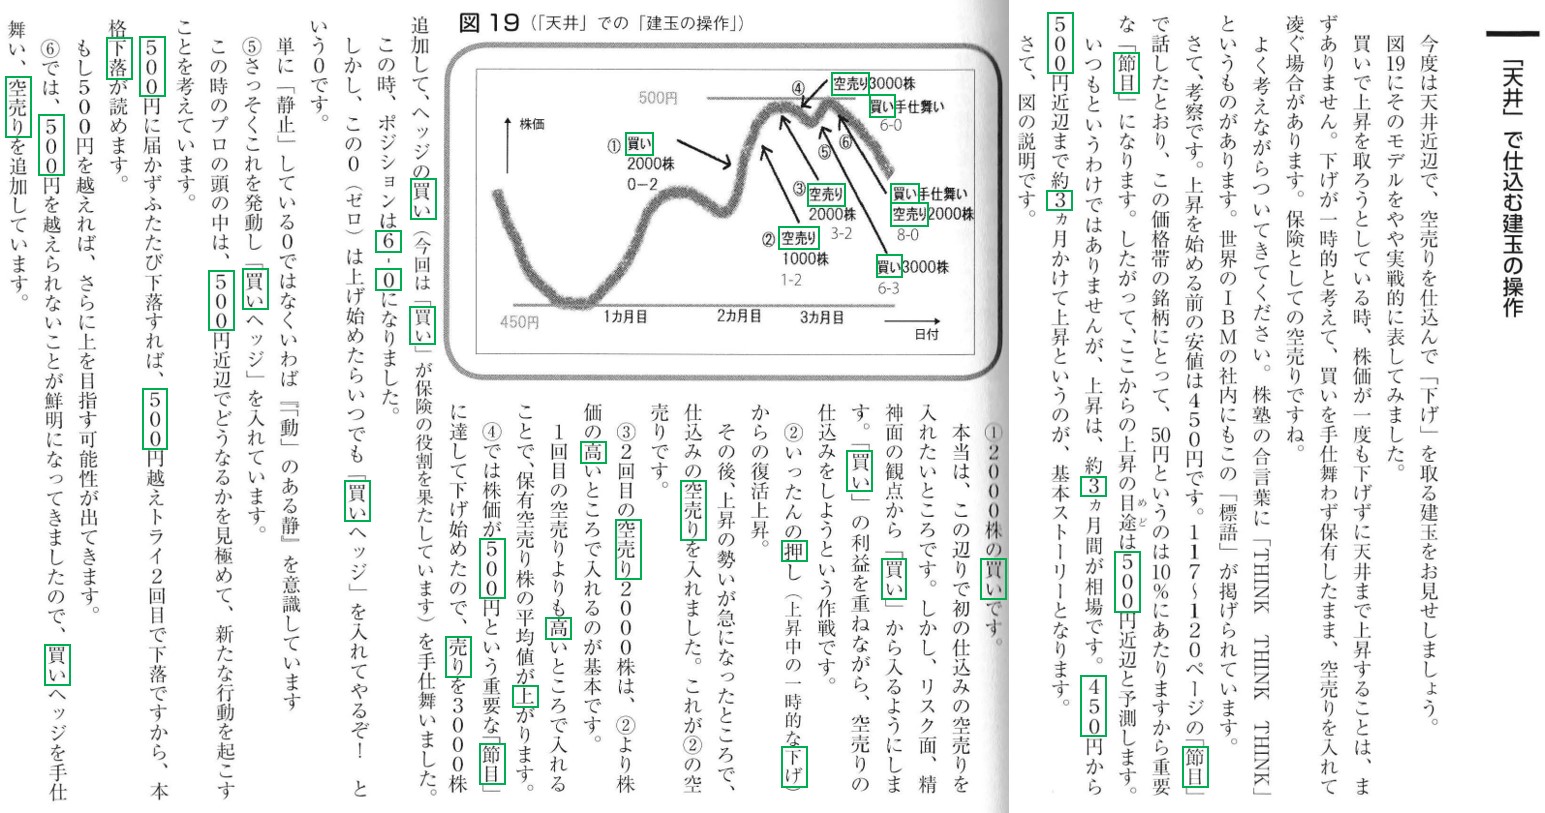 「天井」で仕込む建玉の操作
今度は天井近辺で、空売りを仕込んで「下げ」を取る建玉をお見せしましょう。
図19にそのモデルをやや実戦的に表してみました。
買いで上昇を取ろうとしている時、株価が一度も下げずに天井まで上昇することは、ま
ずありません。下げが一時的と考えて、買いを手仕舞わず保有したまま、空売りを入れて
凌ぐ場合があります。保険としての空売りですね。
よく考えながらついてきてください。株塾の合言葉に「THINK THINK THINK THINK」
というものがあります。世界のIBMの社内にもこの「標語」が掲げられています。
さて、考察です。上昇を始める前の安値は450円です。117〜120ページの「節目」
で話したとおり、この価格帯の銘柄にとって、50円というのは10%にあたりますから重要
な「節目」になります。したがって、ここからの上昇の目途は500円近辺と予測します。
めど
いつもというわけではありませんが、上昇は、約3ヵ月間が相場です。450円から
500円近辺まで約3ヵ月かけて上昇というのが、基本ストーリーとなります。
さて、図の説明です。
図 19（「天井」での「建玉の操作」）
株価
500円
450円
1カ月目
2カ月目
3カ月目
日付
① 買い
2000株
0−2
② 空売り
1000株
1-2
③ 空売り
2000株
3-2
④
空売り3000株
買い手仕舞い
6-0
⑤
買い3000株
6-3
⑥
買い手仕舞い
空売り2000株
8-0
①2000株の買いです。
本当は、この辺りで初の仕込みの空売りを
入れたいところです。しかし、リスク面、精
神面の観点から「買い」から入るようにしま
す。「買い」の利益を重ねながら、空売りの
仕込みをしようという作戦です。
②いったんの押し（上昇中の一時的な下げ）
からの復活上昇。
その後、上昇の勢いが急になったところで、
仕込みの空売りを入れました。これが②の空
売りです。
③2回目の空売り2000株は、②より株
価の高いところで入れるのが基本です。
1回目の空売りよりも高いところで入れる
ことで、保有空売り株の平均値が上がります。
④では株価が500円という重要な「節目」
に達して下げ始めたので、売りを3000株
追加して、ヘッジの買い（今回は「買い」が保険の役割を果たしています）を手仕舞いました。
この時、ポジションは6-0になりました。
しかし、この0（ゼロ）は上げ始めたらいつでも「買いヘッジ」を入れてやるぞ！ と
いう0です。
単に「静止」している0ではなくいわば『「動」のある静』を意識しています
⑤さっそくこれを発動し「買いヘッジ」を入れています。
この時のプロの頭の中は、500円近辺でどうなるかを見極めて、新たな行動を起こす
ことを考えています。
500円に届かずふたたび下落すれば、500円越えトライ2回目で下落ですから、本
格下落が読めます。
もし500円を越えれば、さらに上を目指す可能性が出てきます。
⑥では、500円を越えられないことが鮮明になってきましたので、買いヘッジを手仕
舞い、空売りを追加しています。